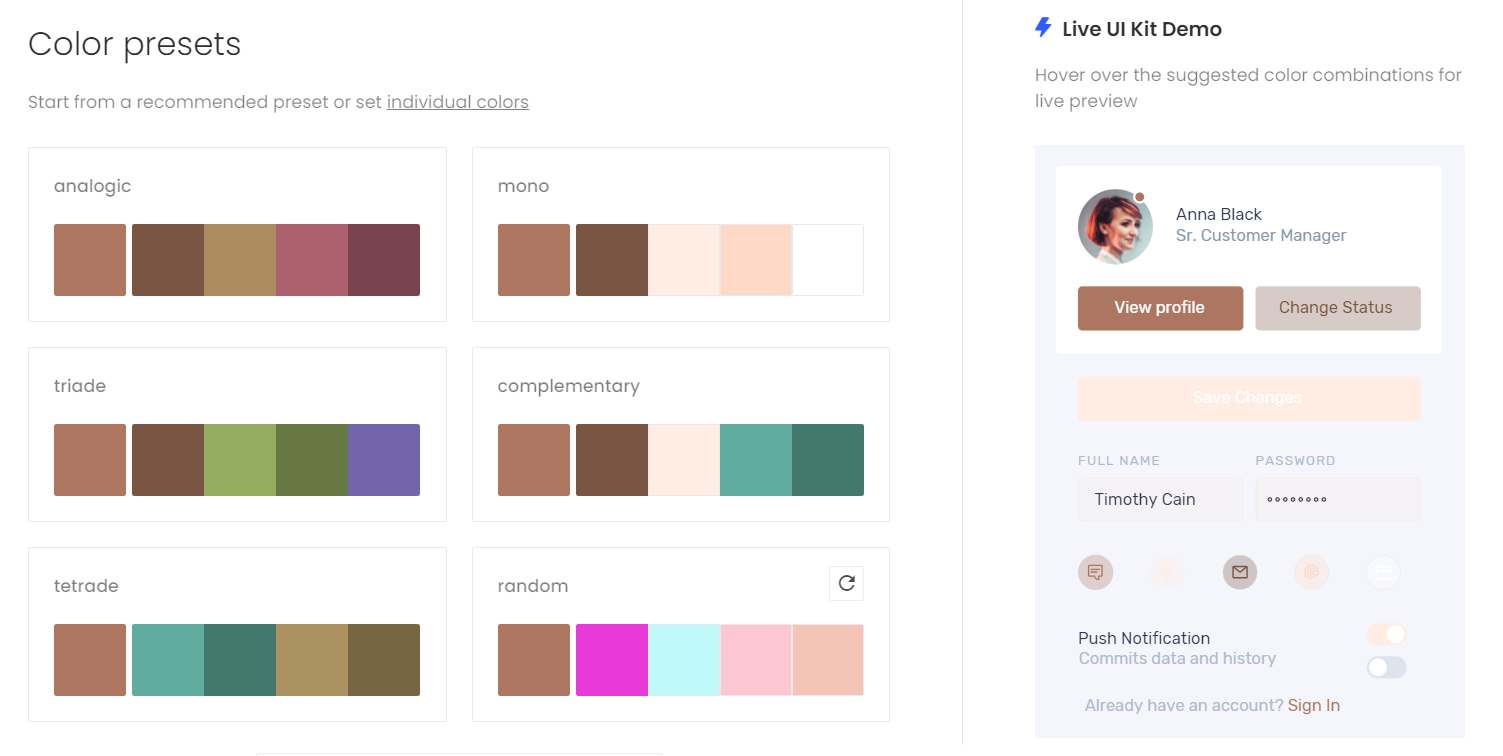 Color presets
Start from a recommended preset or set individual colors
analogic
mono
triade
complementary
tetrade
random
Live UI Kit Demo
Hover over the suggested color combinations for
live preview
Anna Black
Sr. Customer Manager
View profile
Change Status
Save Changes
FULL NAME
PASSWORD
Timothy Cain
Push Notification
Commits data and history
Already have an account? Sign In